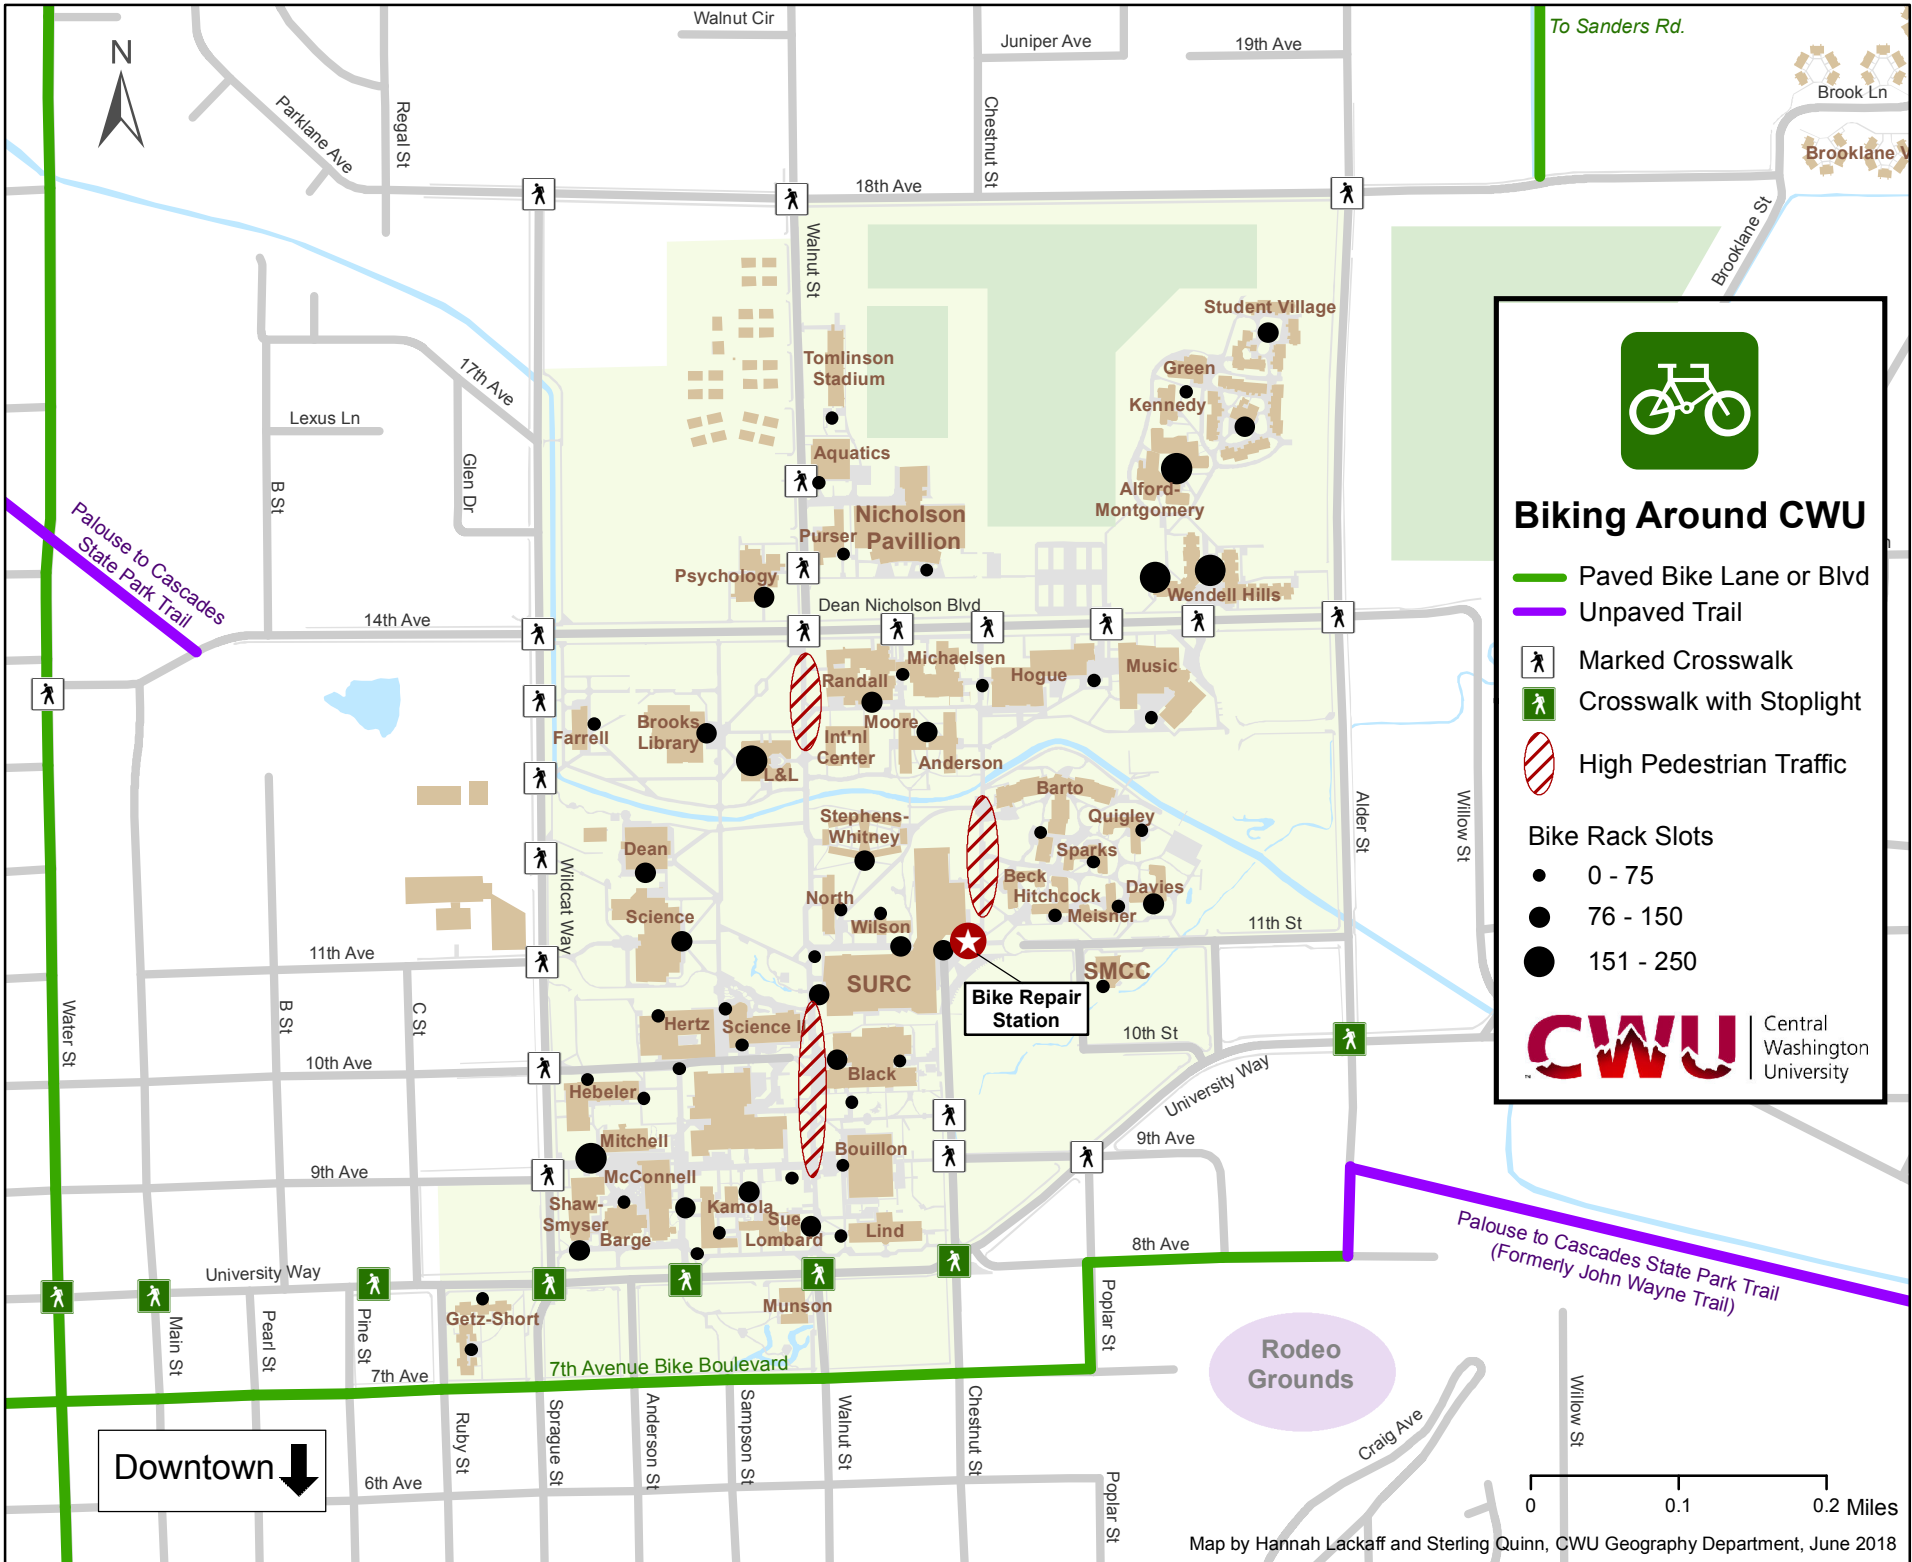 Walnut Cir
Juniper Ave
19th Ave
To Sanders Rd.
N
Parklane Ave
Regal St
Chestnut St
Brook Ln
Brooklane V
18th Ave
Walnut St
Brooklane St
Student Village
Tomlinson
Stadium
Green
Kennedy
17th Ave
Lexus Ln
Glen Dr
B St
Aquatics
Alford-
Montgomery
Nicholson
Pavillion
Purser
Psychology
Wendell Hills
Palouse to Cascades
State Park Trail
14th Ave
Dean Nicholson Blvd
Michaelsen
Randall
Hogue
Music
Moore
Farrell
Brooks
Library
Int'nl
Center
Anderson
L&L
Barto
Quigley
Stephens-
Whitney
Sparks
Dean
Beck
Hitchcock
Davies
Meisner
Alder St
Willow St
Wildcat Way
North
Wilson
Science
11th St
11th Ave
SURC
SMCC
Bike Repair
Station
Water St
B St
C St
Hertz
Science II
10th St
10th Ave
Black
Hebeler
University Way
Mitchell
9th Ave
Bouillon
9th Ave
McConnell
Shaw-
Smyser
Kamola
Sue
Lombard
Lind
Barge
8th Ave
University Way
Palouse to Cascades State Park Trail
(Formerly John Wayne Trail)
Main St
Pearl St
Pine St
Getz-Short
Munson
Poplar St
Rodeo
Grounds
7th Ave
7th Avenue Bike Boulevard
Ruby St
Sprague St
Anderson St
Sampson St
Walnut St
Chestnut St
Craig Ave
Willow St
Downtown
6th Ave
Poplar St
Biking Around CWU
Paved Bike Lane or Blvd
Unpaved Trail
Marked Crosswalk
Crosswalk with Stoplight
High Pedestrian Traffic
Bike Rack Slots
0 - 75
76 - 150
151 - 250
CWU
Central
Washington
University
0 0.1 0.2 Miles
Map by Hannah Lackaff and Sterling Quinn, CWU Geography Department, June 2018